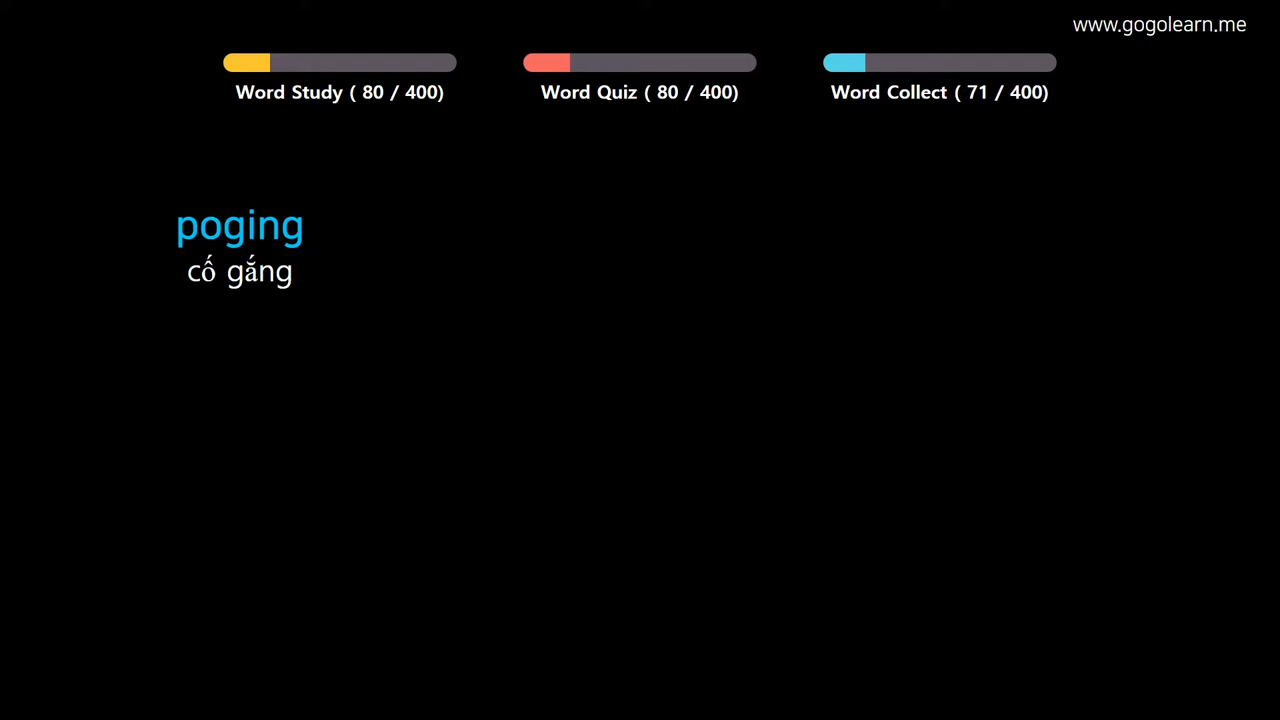 www.gogolearn.me
Word Study ( 80 / 400)
Word Quiz ( 80 / 400)
Word Collect ( 71 / 400)
poging
cố gắng